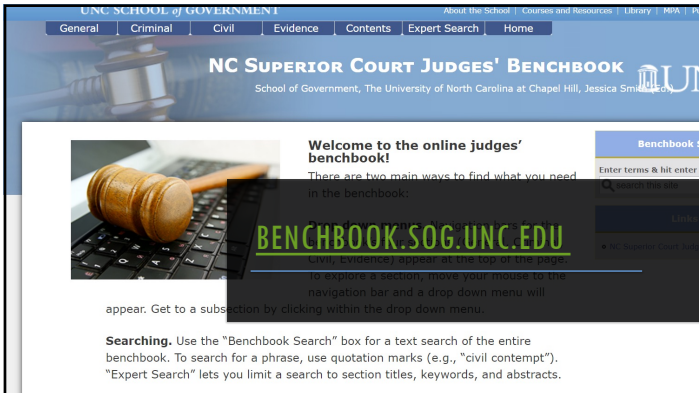 UNC SCHOOL of GOVERNMENT
About the School | Courses and Resources | Library | MPA |
General Criminal Civil Evidence Contents Expert Search Home
NC SUPERIOR COURT JUDGES' BENCHBOOK
School of Government, The University of North Carolina at Chapel Hill, Jessica Smith (Ed.)
Welcome to the online judges’
benchbook!
There are two main ways to find what you need
in the benchbook:
Benchbook
Enter terms & hit enter
search this site
BENCHBOOK.SOG.UNC.EDU
Civil, Evidence) appear at the top of the page.
To explore a section, move your mouse to the
navigation bar and a drop down menu will
appear. Get to a subsection by clicking within the drop down menu.
Searching. Use the “Benchbook Search” box for a text search of the entire
benchbook. To search for a phrase, use quotation marks (e.g., “civil contempt”).
“Expert Search” lets you limit a search to section titles, keywords, and abstracts.